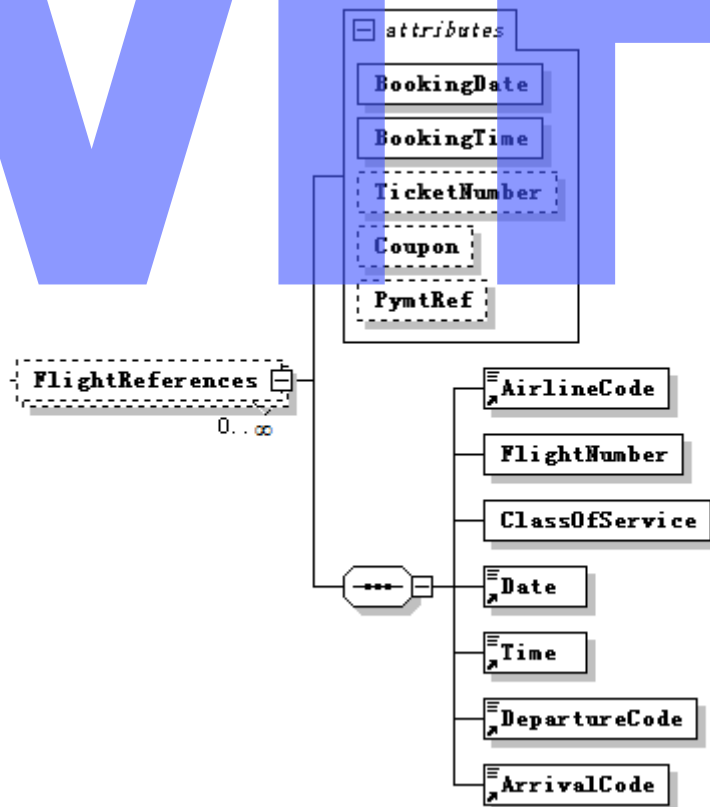 attributes
BookingDate
BookingTime
TicketNumber
Coupon
PymtRef
FlightReferences
0..∞
AirlineCode
FlightNumber
ClassOfService
Date
Time
DepartureCode
ArrivalCode